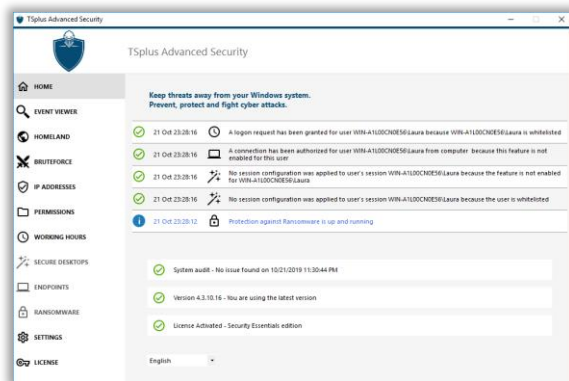 TSplus Advanced Security
TSplus Advanced Security
HOME
EVENT VIEWER
HOMELAND
BRUTEFORCE
IP ADDRESSES
PERMISSIONS
WORKING HOURS
SECURE DESKTOPS
ENDPOINTS
RANSOMWARE
SETTINGS
LICENSE
Keep threats away from your Windows system.
Prevent, protect and fight cyber attacks.
21 Oct 23:28:16 A logon request has been granted for user WIN-A1L00CN0E56\Laura because WIN-A1L00CN0E56\Laura is whitelisted
21 Oct 23:28:16 A connection has been authorized for user WIN-A1L00CN0E56\Laura from computer because this feature is not
enabled for this user
21 Oct 23:28:16 No session configuration was applied to user's session WIN-A1L00CN0E56\Laura because the feature is not enabled
for WIN-A1L00CN0E56\Laura
21 Oct 23:28:16 No session configuration was applied to user's session WIN-A1L00CN0E56\Laura because the user is whitelisted
21 Oct 23:28:12 Protection against Ransomware is up and running
System audit - No issue found on 10/21/2019 11:30:44 PM
Version 4.3.10.16 - You are using the latest version
License Activated - Security Essentials edition
English